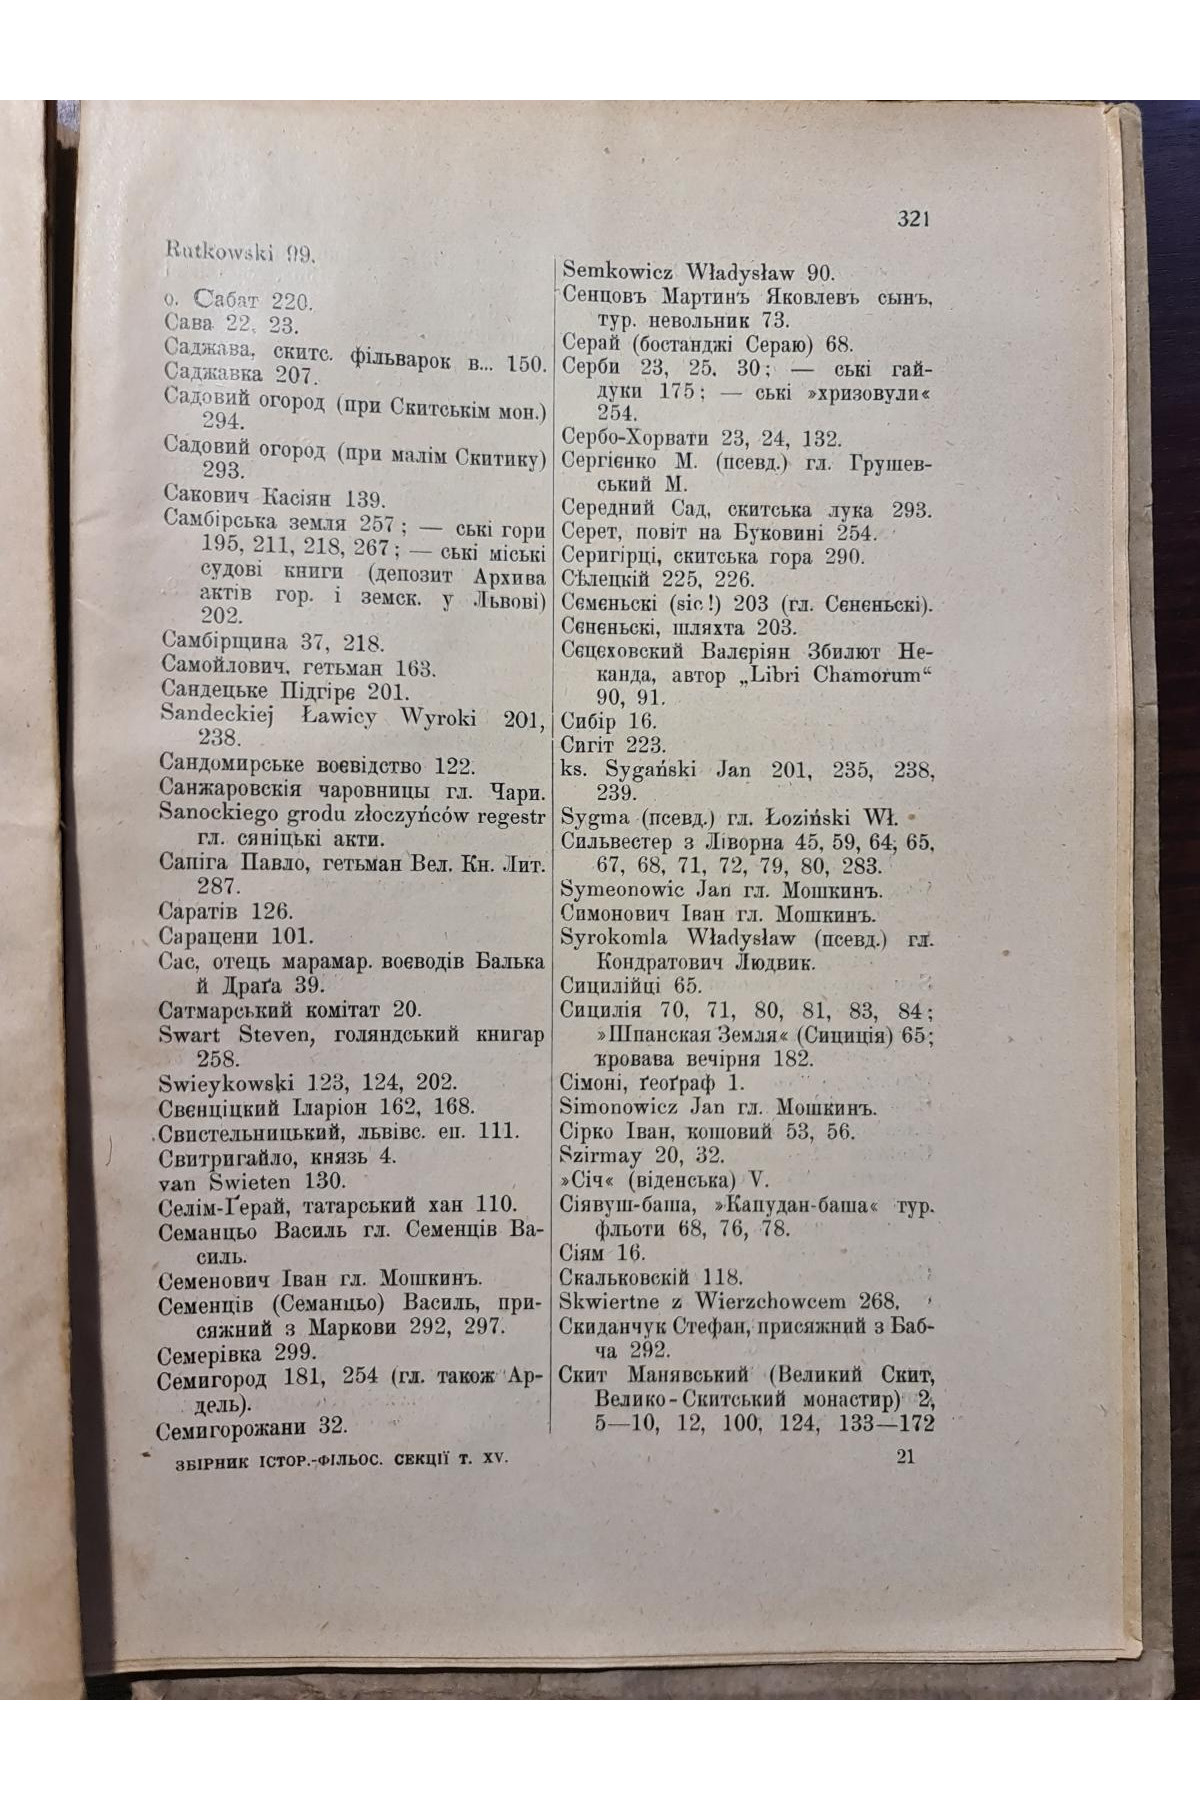 321
Rutkowski 99.
о. Сабат 220.
Сава 22, 23.
Саджава, скитс. фільварок в... 150.
Саджавка 207.
Садовий огород (при Скитськім мон.)
294.
Садовий огород (при малім Скитику)
293.
Сакович Касіян 139.
Самбірська земля 257; — ські гори
195, 211, 218, 267; — ські міські
судові книги (депозит Архива
актів гор. і земск. у Львові)
202.
Самбірщина 37, 218.
Самойлович, гетьман 163.
Сандецьке Підгірє 201.
Sandeckiej Ławicy Wyroki 201,
238.
Сандомирське воєвідство 122.
Санжаровскія чаровницы гл. Чари.
Sanockiego grodu złoczyńców regestr
гл. сяніцькі акти.
Сапіга Павло, гетьман Вел. Кн. Лит.
287.
Саратів 126.
Сарацени 101.
Сас, отець марамар. воєводів Балька
й Драґа 39.
Сатмарський комітат 20.
Swart Steven, голяндський книгар
258.
Swieykowski 123, 124, 202.
Свєнціцкий Іларіон 162, 168.
Свистельницький, львівс. еп. 111.
Свитригайло, князь 4.
van Swieten 130.
Селім-Ґерай, татарський хан 110.
Семанцьо Василь гл. Семенців Ва-
силь.
Семенович Іван гл. Мошкинъ.
Семенців (Семанцьо) Василь, при-
сяжний з Маркови 292, 297.
Семерівка 299.
Семигород 181, 254 (гл. також Ар-
дель).
Семигорожани 32.
Semkowicz Władysław 90.
Сенцовъ Мартинъ Яковлевъ сынъ,
тур. невольник 73.
Серай (бостанджі Сераю) 68.
Серби 23, 25, 30; — ські гай-
дуки 175; — ські »хризовули«
254.
Сербо-Хорвати 23, 24, 132.
Сергієнко М. (псевд.) гл. Грушев-
ський М.
Середний Сад, скитська лука 293.
Серет, повіт на Буковині 254.
Серигірці, скитська гора 290.
Сѣлецкій 225, 226.
Сємєньскі (sic!) 203 (гл. Сєнєньскі).
Сєнєньскі, шляхта 203.
Сєцєховский Валєріян Збилют Не-
канда, автор „Libri Chamorum“
90, 91.
Сибір 16.
Сигіт 223.
ks. Sygański Jan 201, 235, 238,
239.
Sygma (псевд.) гл. Łoziński Wł.
Сильвестер з Ліворна 45, 59, 64, 65,
67, 68, 71, 72, 79, 80, 283.
Symeonowic Jan гл. Мошкинъ.
Симонович Іван гл. Мошкинъ.
Syrokomla Władysław (псевд.) гл.
Кондратович Людвик.
Сицилійці 65.
Сицилія 70, 71, 80, 81, 83, 84;
»Шпанская Земля« (Сициція) 65;
кровава вечірня 182.
Сімоні, ґеоґраф 1.
Simonowicz Jan гл. Мошкинъ.
Сірко Іван, кошовий 53, 56.
Szirmay 20, 32.
»Січ« (віденська) V.
Сіявуш-баша, »Капудан-баша« тур.
фльоти 68, 76, 78.
Сіям 16.
Скальковскій 118.
Skwiertne z Wierzchowcem 268.
Скиданчук Стефан, присяжний з Баб-
ча 292.
Скит Манявський (Великий Скит,
Велико-Скитський монастир) 2,
5—10, 12, 100, 124, 133—172
ЗБІРНИК ІСТОР.-ФІЛЬОС. СЕКЦІЇ Т. XV.
21